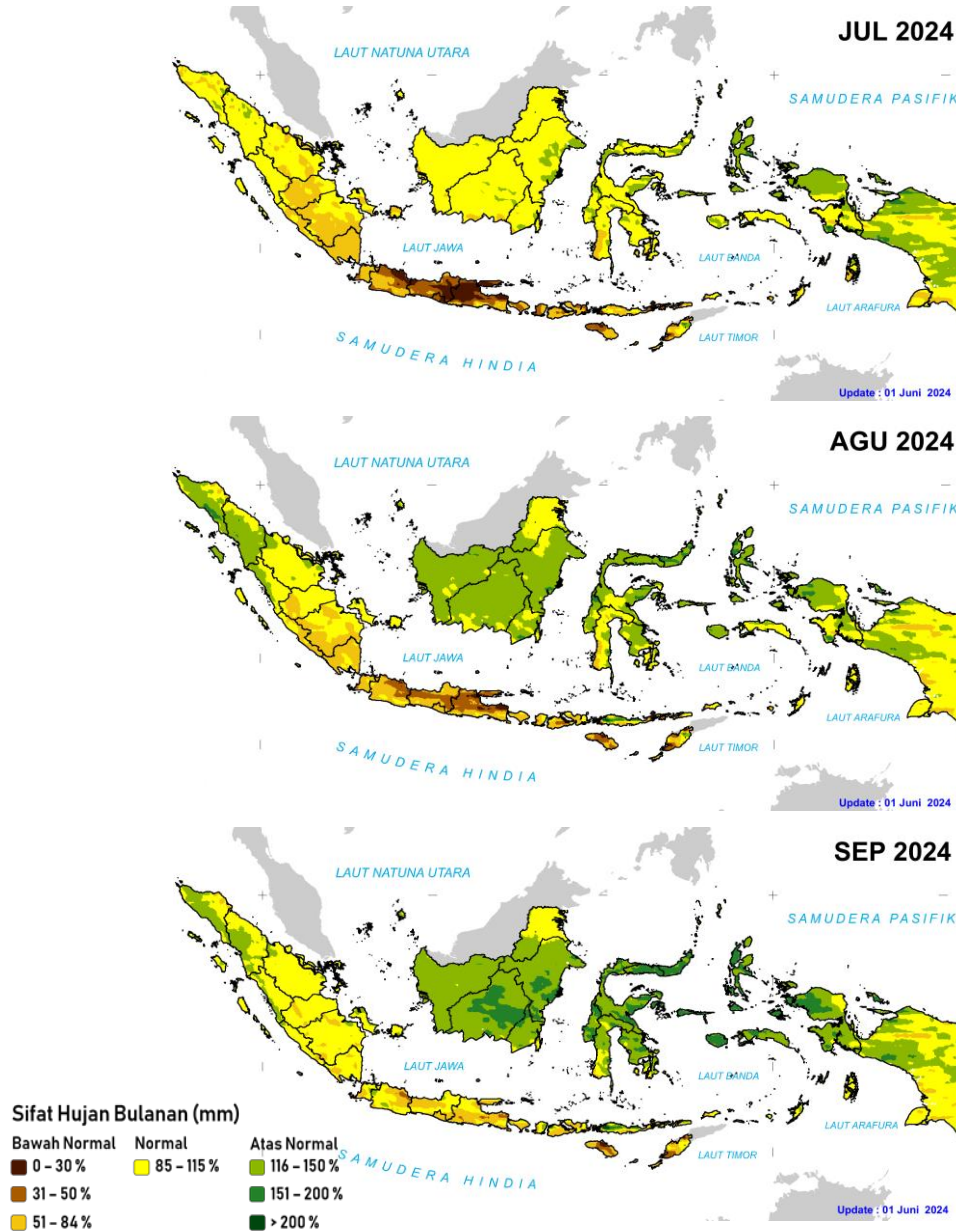 JUL 2024
LAUT NATUNA UTARA
SAMUDERA PASIFIK
LAUT JAWA
LAUT BANDA
LAUT ARAFURA
LAUT TIMOR
SAMUDERA HINDIA
Update : 01 Juni 2024
AGU 2024
LAUT NATUNA UTARA
SAMUDERA PASIFIK
LAUT JAWA
LAUT BANDA
LAUT ARAFURA
LAUT TIMOR
SAMUDERA HINDIA
Update : 01 Juni 2024
SEP 2024
LAUT NATUNA UTARA
SAMUDERA PASIFIK
LAUT JAWA
LAUT BANDA
LAUT ARAFURA
LAUT TIMOR
SAMUDERA HINDIA
Update : 01 Juni 2024
Sifat Hujan Bulanan (mm)
Bawah Normal Normal Atas Normal
0 – 30 % 85 – 115 % 116 – 150 %
31 – 50 % 151 – 200 %
51 – 84 % > 200 %